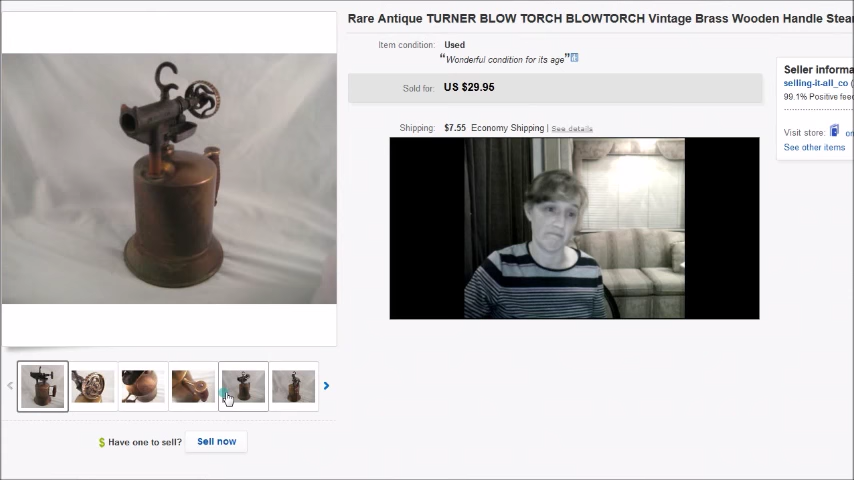 Rare Antique TURNER BLOW TORCH BLOWTORCH Vintage Brass Wooden Handle Stea
Item condition: Used
“Wonderful condition for its age”
Sold for: US $29.95
Shipping: $7.55 Economy Shipping | See details
Seller informa
selling-it-all_co (
99.1% Positive fee
Visit store: on
See other items
$ Have one to sell? Sell now